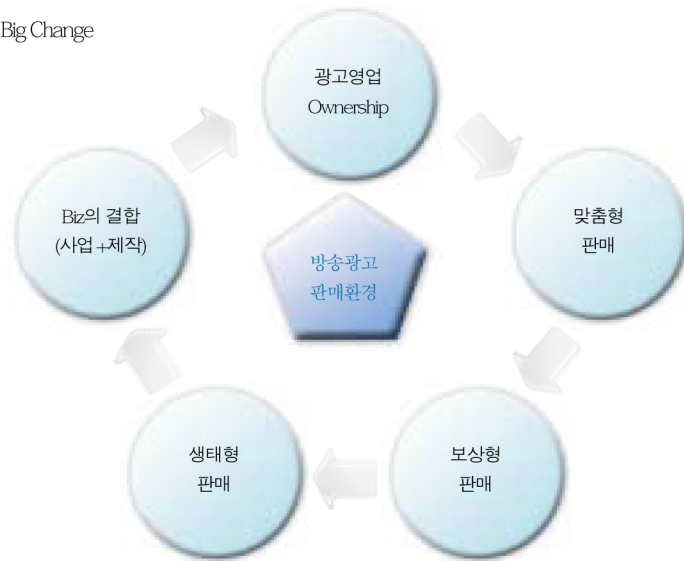 Big Change
광고영업
Ownership
맞춤형
판매
보상형
판매
생태형
판매
Biz의 결합
(사업+제작)
방송광고
판매환경